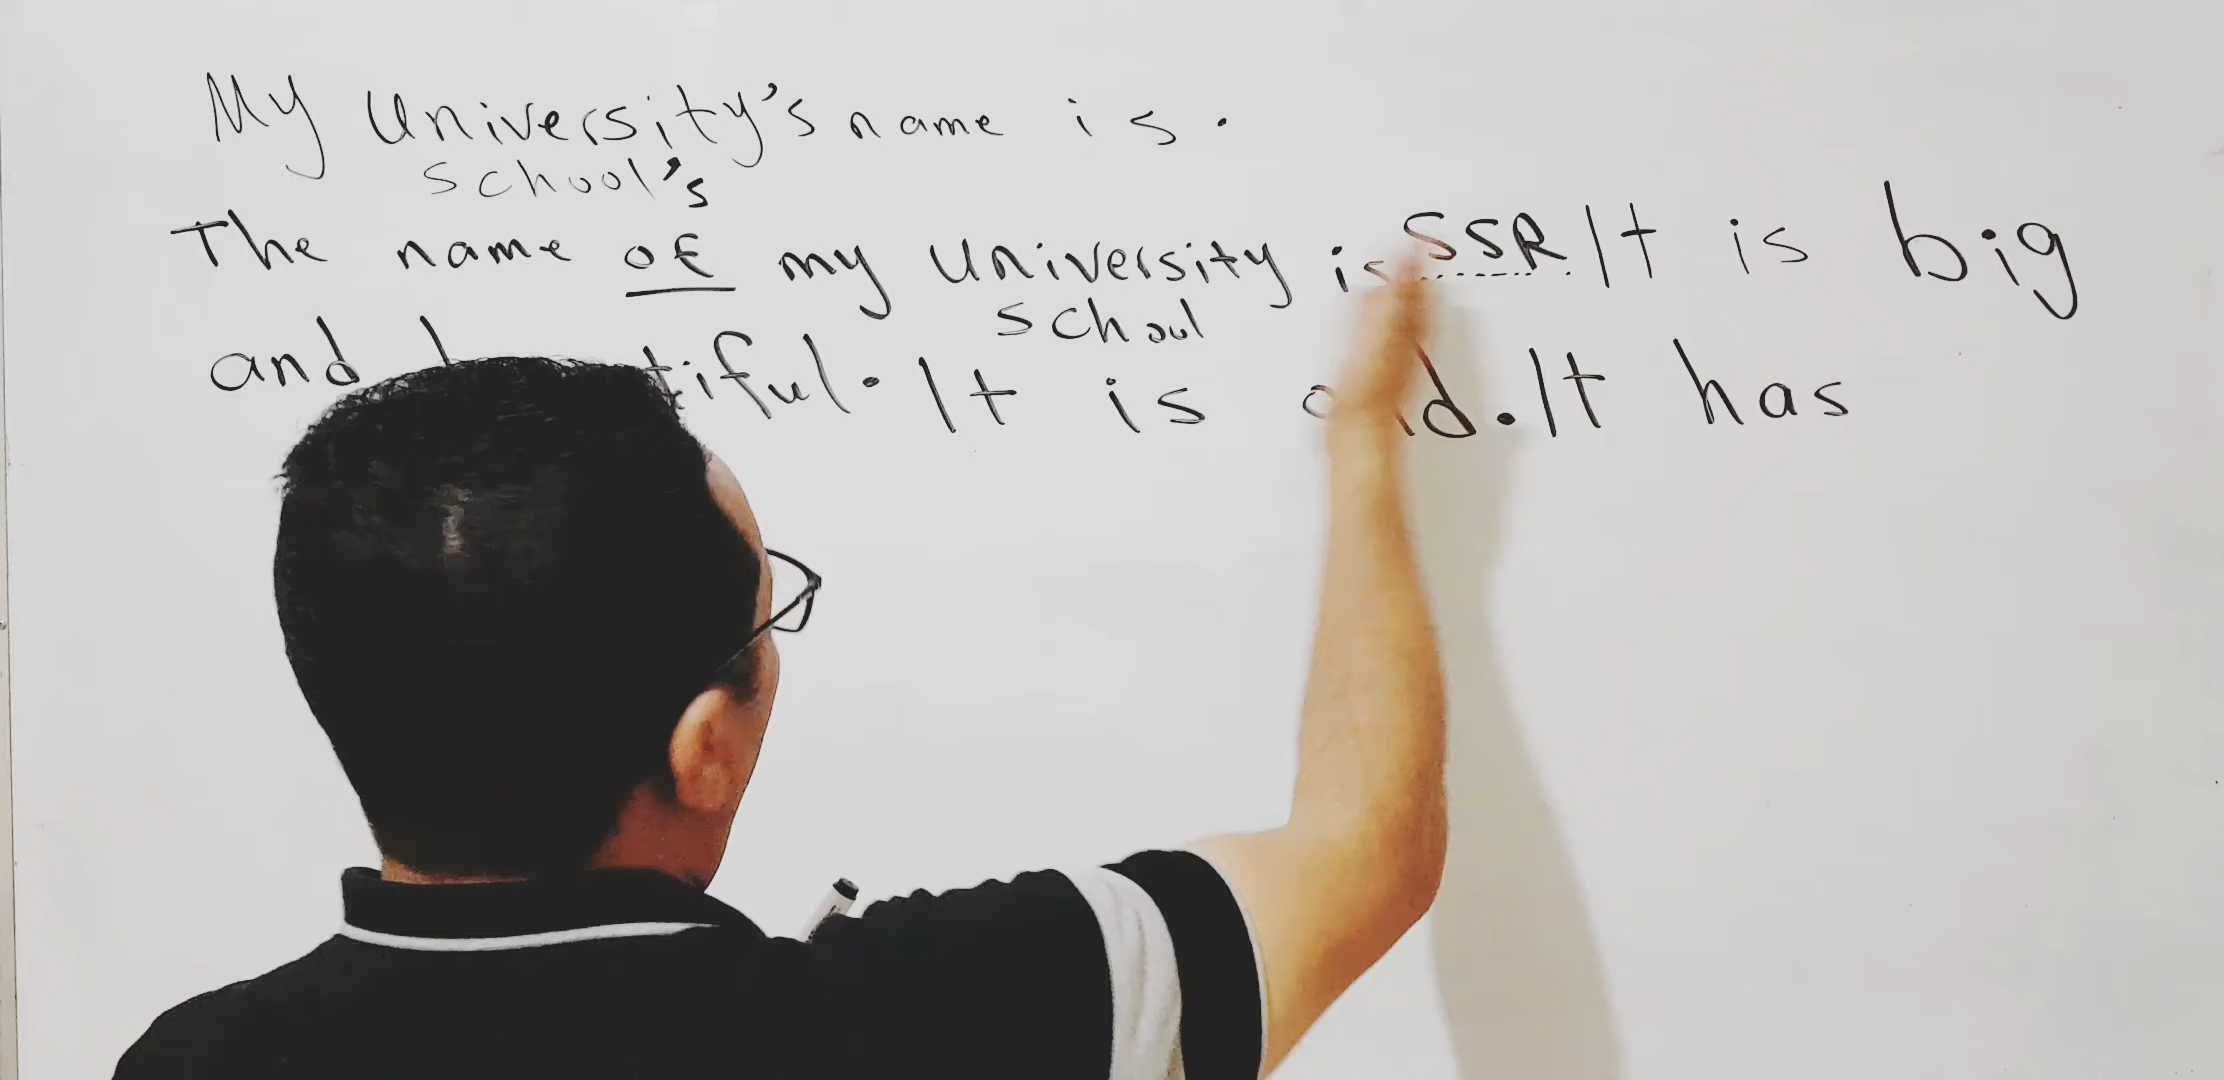 My University's name is.
school's
The name of my University is SSR It is big
school
and tiful. It is . It has